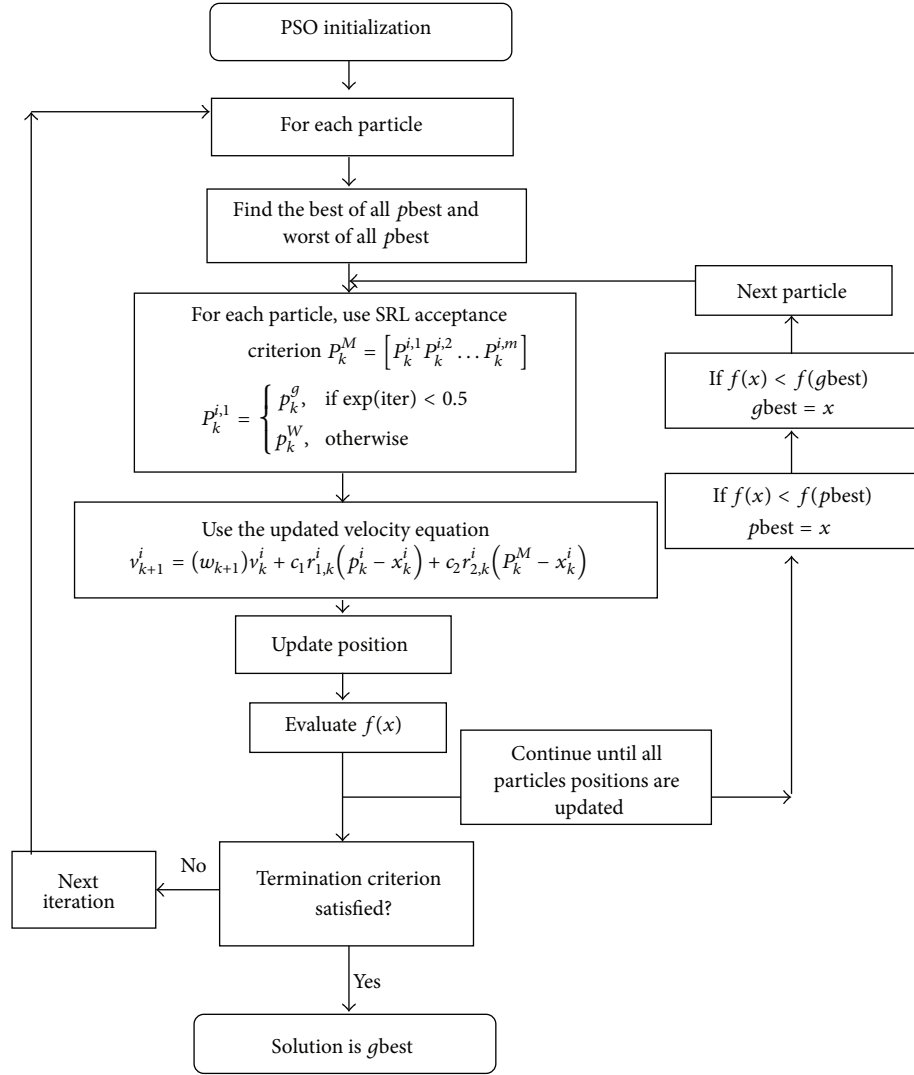 PSO initialization
For each particle
Find the best of all pbest and
worst of all pbest
For each particle, use SRL acceptance
criterion P_k^M = [P_k^{i,1} P_k^{i,2} … P_k^{i,m}]
P_k^{i,1} = { p_k^g, if exp(iter) < 0.5
p_k^W, otherwise
Use the updated velocity equation
v_{k+1}^i = (w_{k+1})v_k^i + c_1 r_{1,k}^i (p_k^i − x_k^i) + c_2 r_{2,k}^i (P_k^M − x_k^i)
Update position
Evaluate f(x)
Continue until all
particles positions are
updated
If f(x) < f(pbest)
pbest = x
If f(x) < f(gbest)
gbest = x
Next particle
Termination criterion
satisfied?
No
Next
iteration
Yes
Solution is gbest